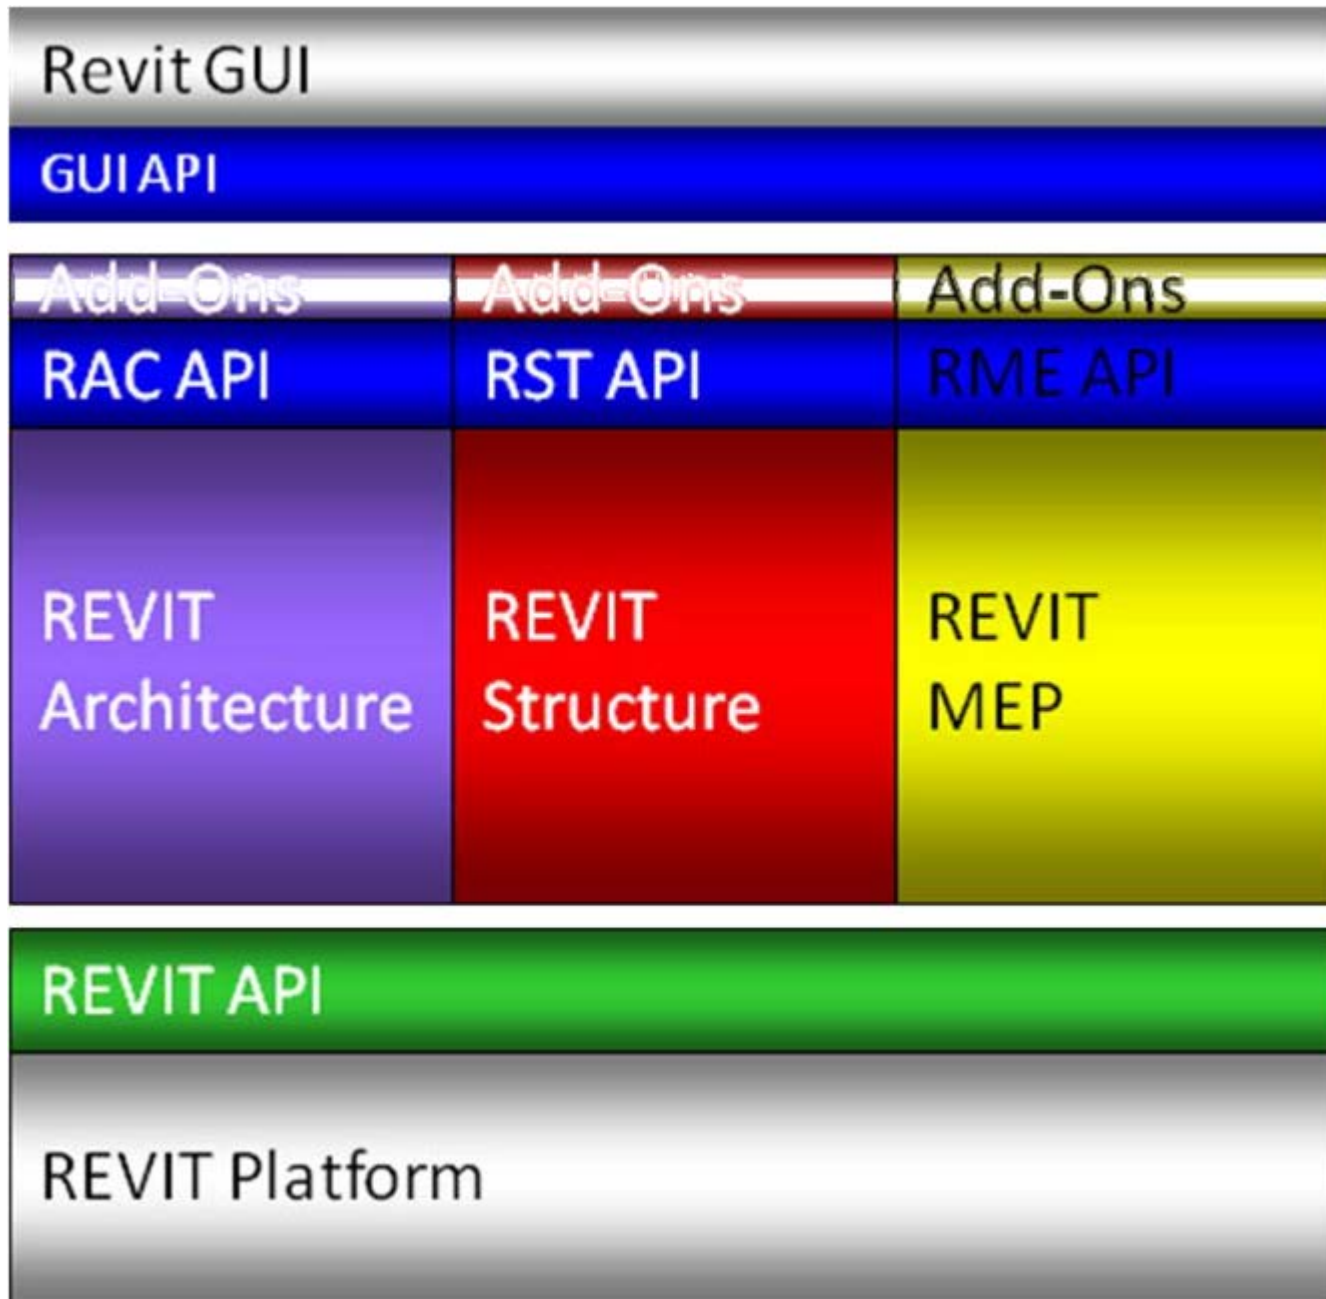 Revit GUI
GUI API
Add-Ons
Add-Ons
Add-Ons
RAC API
RST API
RME API
REVIT
Architecture
REVIT
Structure
REVIT
MEP
REVIT API
REVIT Platform